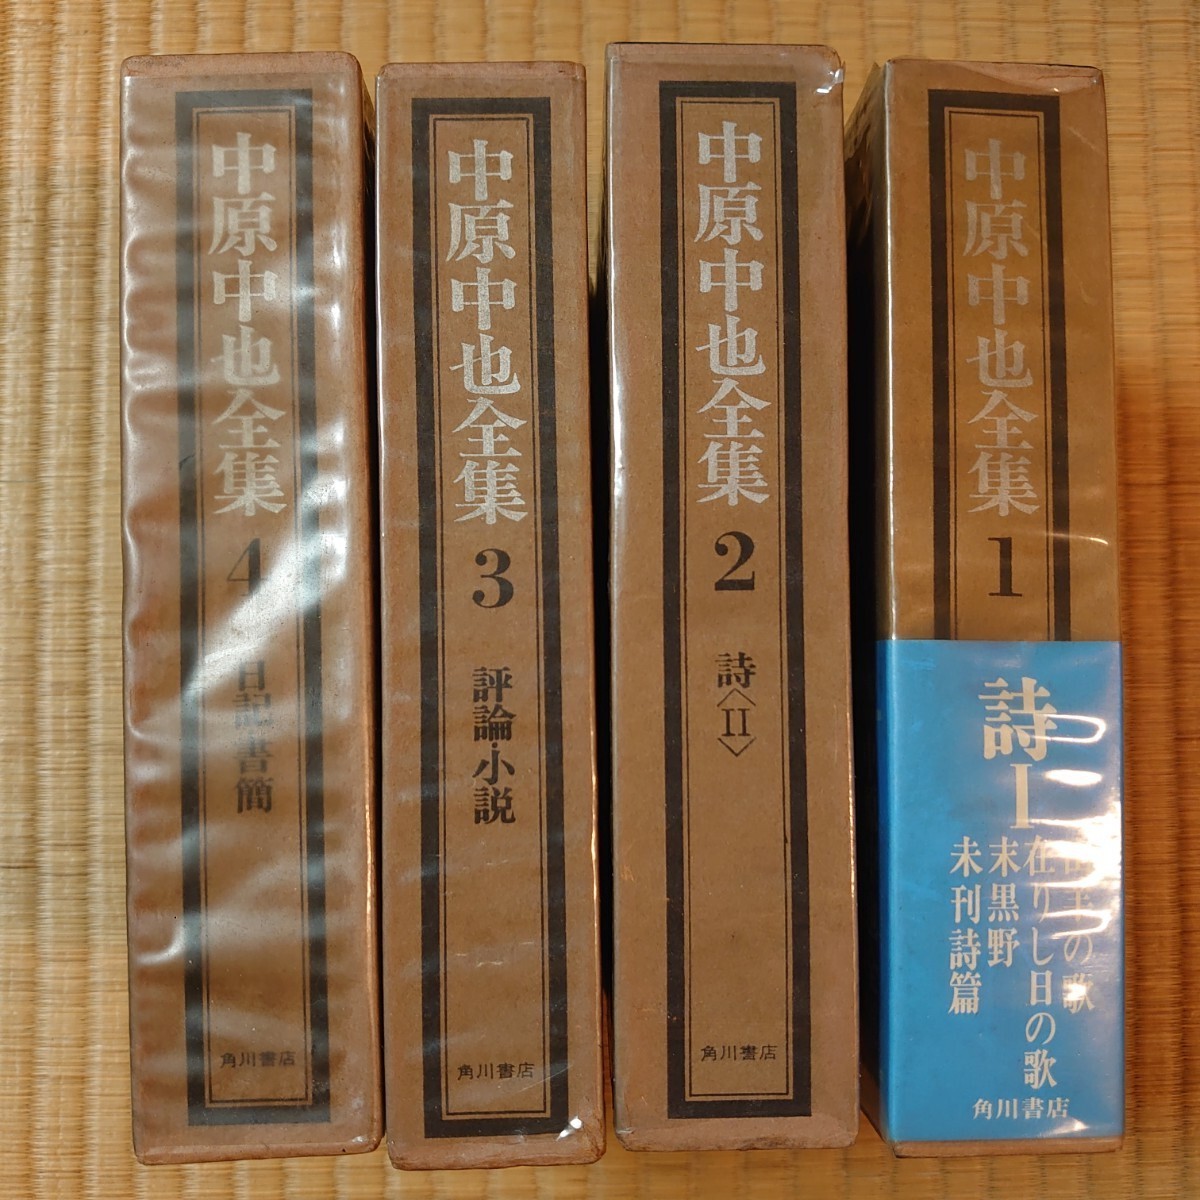 中原中也全集
4
日記・書簡
角川書店
中原中也全集
3
評論・小説
角川書店
中原中也全集
2
詩〈II〉
角川書店
中原中也全集
1
詩I
の歌
在りし日の歌
末黒野
未刊詩篇
角川書店